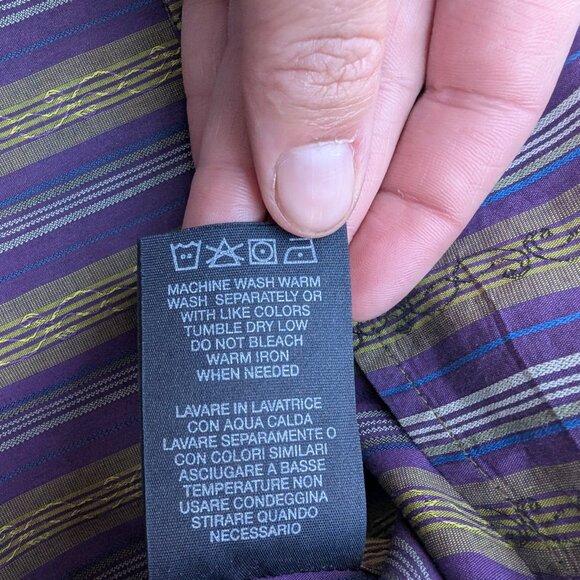 MACHINE WASH WARM
WASH SEPARATELY OR
WITH LIKE COLORS
TUMBLE DRY LOW
DO NOT BLEACH
WARM IRON
WHEN NEEDED
LAVARE IN LAVATRICE
CON AQUA CALDA
LAVARE SEPARATAMENTE O
CON COLORI SIMILARI
ASCIUGARE A BASSE
TEMPERATURE NON
USARE CONDEGGINA
STIRARE QUANDO
NECESSARIO